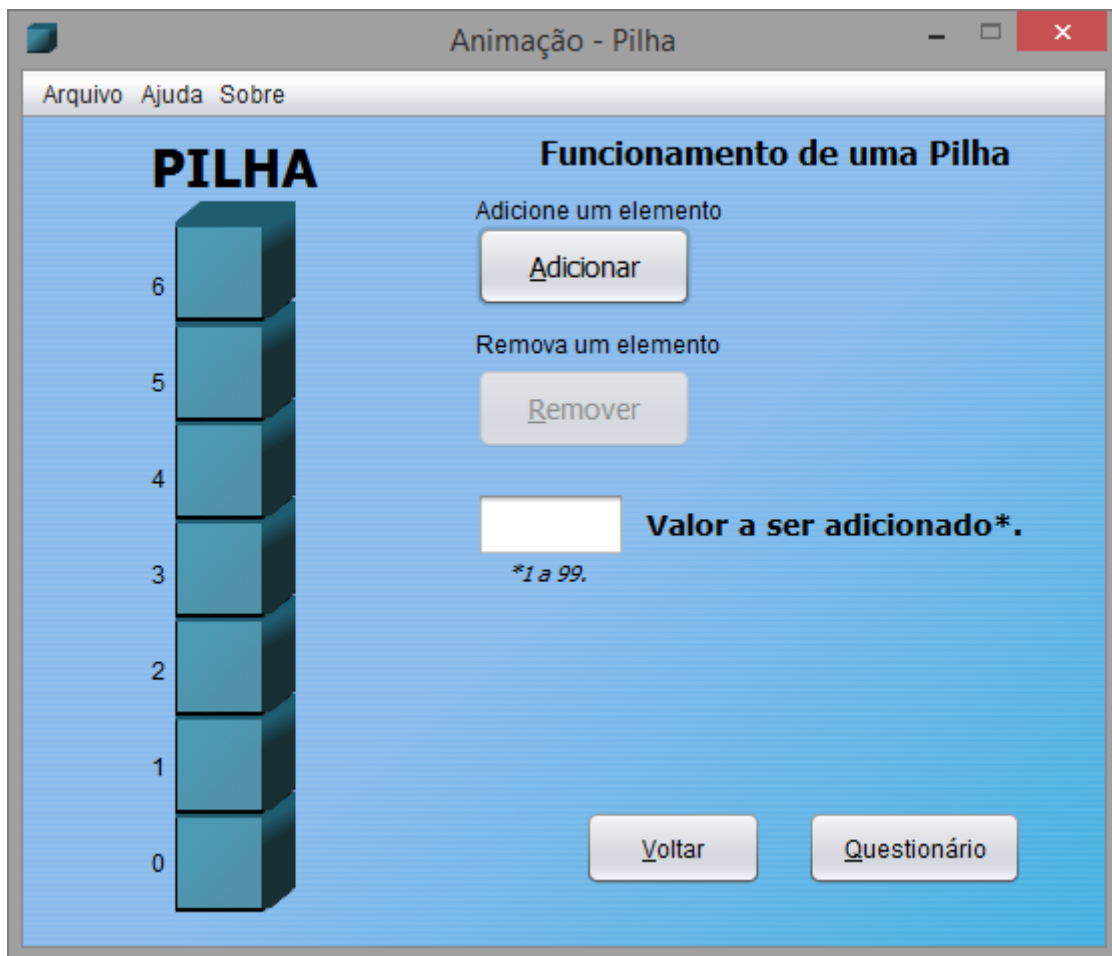 Animação - Pilha
Arquivo Ajuda Sobre
PILHA
Funcionamento de uma Pilha
Adicione um elemento
Adicionar
6
Remova um elemento
5
Remover
4
Valor a ser adicionado*.
*1 a 99.
3
2
1
0
Voltar
Questionário